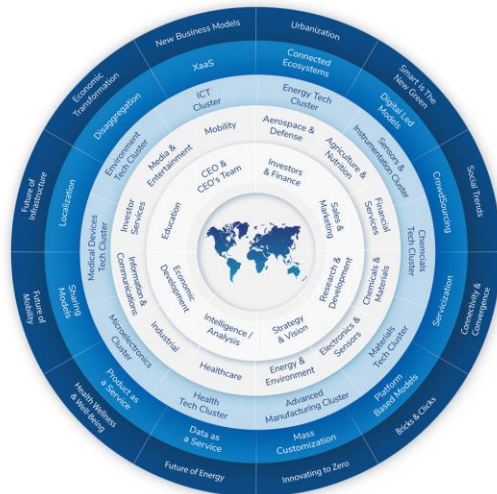 New Business Models
Urbanization
Smart is The
New Green
Social Trends
Connectivity &
Convergence
Bricks & Clicks
Innovating to Zero
Future of Energy
Health Wellness
& Well-Being
Future of
Mobility
Future of
Infrastructure
Economic
Transformation
XaaS
Connected
Ecosystems
Digital Led
Models
CrowdSourcing
Servicization
Platform
Based Models
Mass
Customization
Data as
a Service
Product as
a Service
Sharing
Models
Localization
Disaggregation
ICT
Cluster
Energy Tech
Cluster
Sensors &
Instrumentation Cluster
Chemcials
Tech Cluster
Materials
Tech Cluster
Advanced
Manufacturing Cluster
Health
Tech Cluster
Microelectronics
Cluster
Medical Devices
Tech Cluster
Environment
Tech Cluster
Mobility
Aerospace &
Defense
Agriculture &
Nutrition
Financial
Services
Chemicals &
Materials
Electronics &
Sensors
Energy &
Environment
Healthcare
Industrial
Information &
Communications
Investor
Services
Media &
Entertainment
CEO &
CEO's Team
Investors
& Finance
Sales &
Marketing
Research &
Development
Strategy
& Vision
Intelligence /
Analysis
Economic
Development
Education